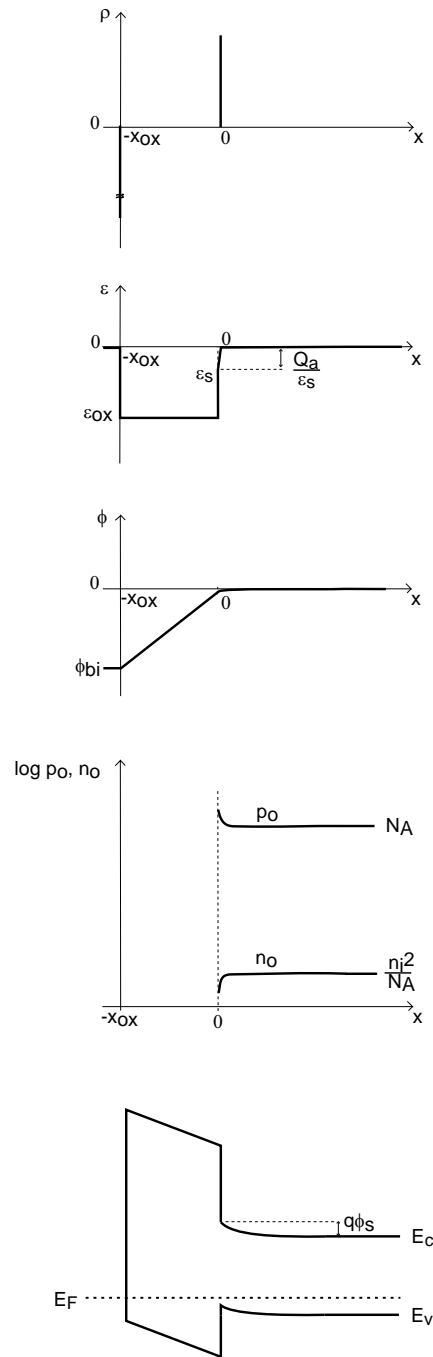 ρ
0
-xox
0
x
ε
0
0
-xox
x
εs
Qa
εs
εox
ϕ
0
-xox
0
x
ϕbi
log po, no
po
NA
no
ni2
NA
-xox
0
x
qϕs
Ec
EF
Ev